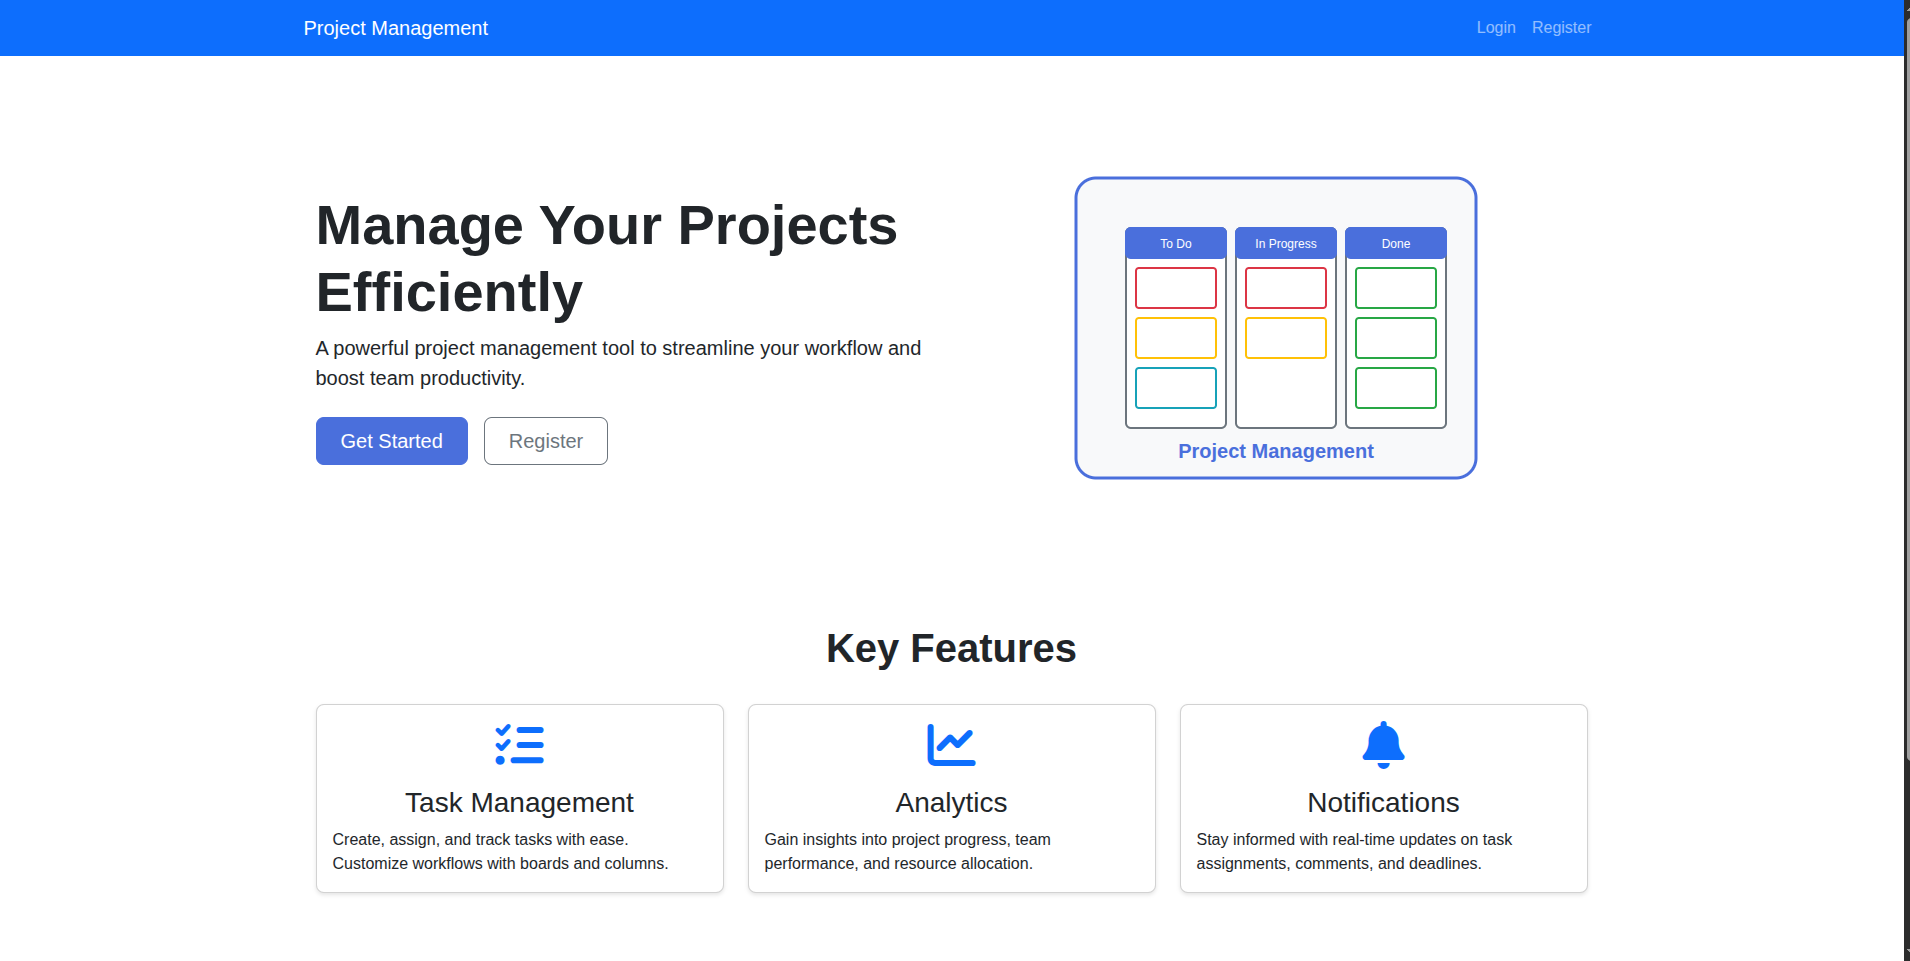 Project Management
Login
Register
Manage Your Projects
Efficiently
A powerful project management tool to streamline your workflow and
boost team productivity.
Get Started
Register
To Do
In Progress
Done
Project Management
Key Features
Task Management
Create, assign, and track tasks with ease.
Customize workflows with boards and columns.
Analytics
Gain insights into project progress, team
performance, and resource allocation.
Notifications
Stay informed with real-time updates on task
assignments, comments, and deadlines.